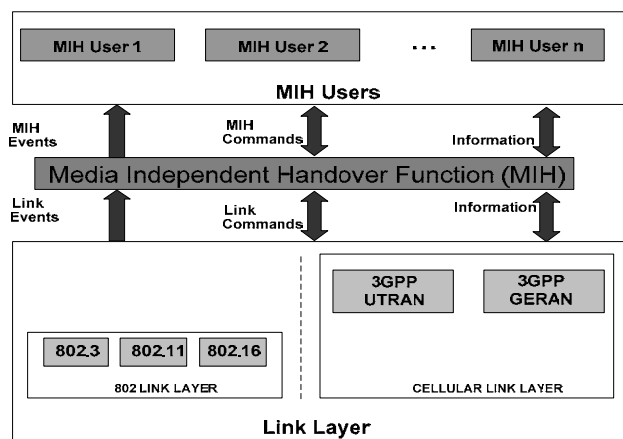 MIH User 1
MIH User 2
...
MIH User n
MIH Users
MIH
Events
MIH
Commands
Information
Media Independent Handover Function (MIH)
Link
Events
Link
Commands
Information
3GPP
UTRAN
3GPP
GERAN
802.3
802.11
802.16
802 LINK LAYER
CELLULAR LINK LAYER
Link Layer